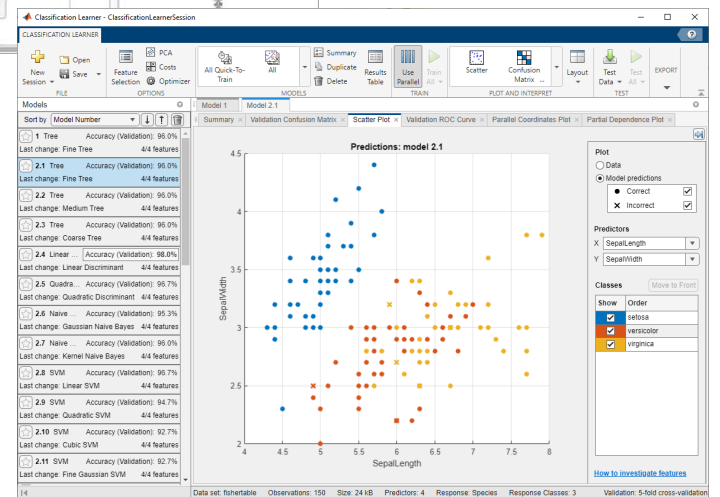 Classification Learner - ClassificationLearnerSession
CLASSIFICATION LEARNER
?
New Session
Open
Save
FILE
Feature Selection
PCA
Costs
Optimizer
OPTIONS
All Quick-To-Train
All
Summary
Duplicate
Delete
Results Table
MODELS
Use Parallel
Train All
TRAIN
Scatter
Confusion Matrix ...
PLOT AND INTERPRET
Layout
Test Data
Test All
TEST
EXPORT
Models
Sort by Model Number
1 Tree Accuracy (Validation): 96.0%
Last change: Fine Tree 4/4 features
2.1 Tree Accuracy (Validation): 96.0%
Last change: Fine Tree 4/4 features
2.2 Tree Accuracy (Validation): 96.0%
Last change: Medium Tree 4/4 features
2.3 Tree Accuracy (Validation): 96.0%
Last change: Coarse Tree 4/4 features
2.4 Linear ... Accuracy (Validation): 98.0%
Last change: Linear Discriminant 4/4 features
2.5 Quadra... Accuracy (Validation): 96.7%
Last change: Quadratic Discriminant 4/4 features
2.6 Naive ... Accuracy (Validation): 95.3%
Last change: Gaussian Naive Bayes 4/4 features
2.7 Naive ... Accuracy (Validation): 96.0%
Last change: Kernel Naive Bayes 4/4 features
2.8 SVM Accuracy (Validation): 96.7%
Last change: Linear SVM 4/4 features
2.9 SVM Accuracy (Validation): 94.7%
Last change: Quadratic SVM 4/4 features
2.10 SVM Accuracy (Validation): 92.7%
Last change: Cubic SVM 4/4 features
2.11 SVM Accuracy (Validation): 92.7%
Last change: Fine Gaussian SVM 4/4 features
Model 1 Model 2.1
Summary Validation Confusion Matrix Scatter Plot Validation ROC Curve Parallel Coordinates Plot Partial Dependence Plot
Predictions: model 2.1
4.5
4
3.5
3
2.5
2
SepalWidth
4 4.5 5 5.5 6 6.5 7 7.5 8
SepalLength
Plot
Data
Model predictions
Correct
Incorrect
Predictors
X SepalLength
Y SepalWidth
Classes Move to Front
Show Order
setosa
versicolor
virginica
How to investigate features
Data set: fishertable Observations: 150 Size: 24 kB Predictors: 4 Response: Species Response Classes: 3 Validation: 5-fold cross-validation